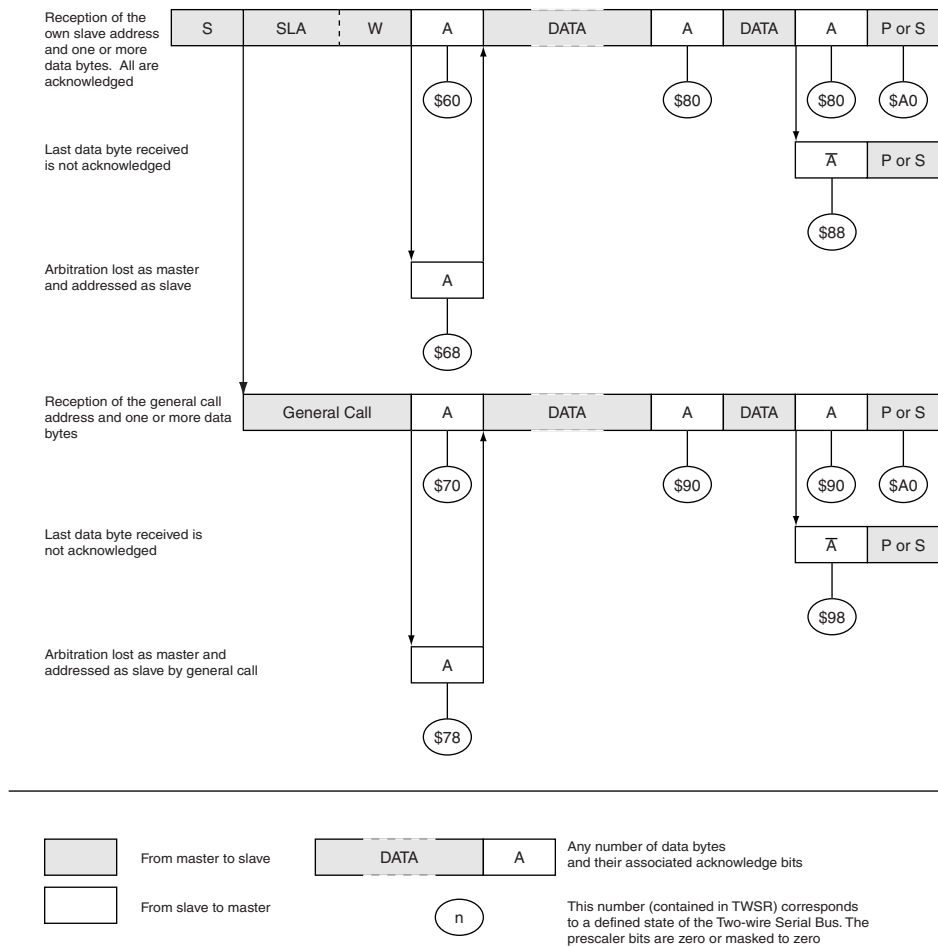 Reception of the
own slave address
and one or more
data bytes.  All are
acknowledged
S SLA W A DATA A DATA A P or S
$60 $80 $80 $A0
Last data byte received
is not acknowledged
A̅ P or S
$88
Arbitration lost as master
and addressed as slave
A
$68
Reception of the general call
address and one or more data
bytes
General Call A DATA A DATA A P or S
$70 $90 $90 $A0
Last data byte received is
not acknowledged
A̅ P or S
$98
Arbitration lost as master and
addressed as slave by general call
A
$78
From master to slave
DATA A
Any number of data bytes
and their associated acknowledge bits
From slave to master
n
This number (contained in TWSR) corresponds
to a defined state of the Two-wire Serial Bus. The
prescaler bits are zero or masked to zero